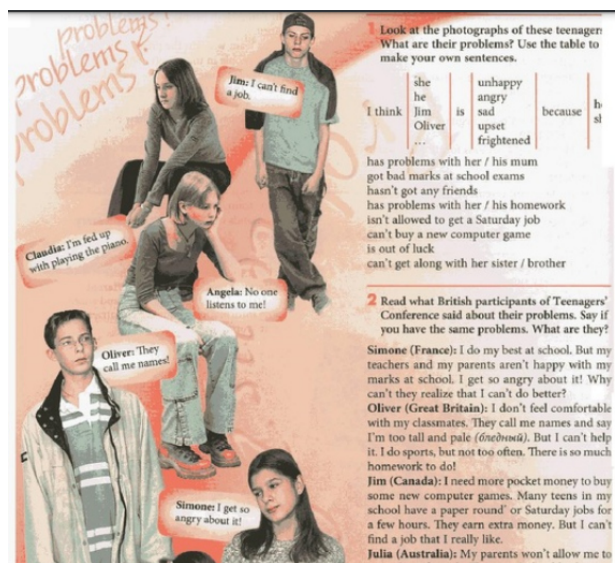 problems!
problems?
problems!
Jim: I can't find
a job.
Claudia: I'm fed up
with playing the piano.
Angela: No one
listens to me!
Oliver: They
call me names!
Simone: I get so
angry about it!
1 Look at the photographs of these teenagers
What are their problems? Use the table to
make your own sentences.
she unhappy
he angry
I think Jim is sad because
Oliver upset
... frightened
has problems with her / his mum
got bad marks at school exams
hasn't got any friends
has problems with her / his homework
isn't allowed to get a Saturday job
can't buy a new computer game
is out of luck
can't get along with her sister / brother
2 Read what British participants of Teenagers'
Conference said about their problems. Say if
you have the same problems. What are they?
Simone (France): I do my best at school. But my
teachers and my parents aren't happy with my
marks at school. I get so angry about it! Why
can't they realize that I can't do better?
Oliver (Great Britain): I don't feel comfortable
with my classmates. They call me names and say
I'm too tall and pale (бледный). But I can't help
it. I do sports, but not too often. There is so much
homework to do!
Jim (Canada): I need more pocket money to buy
some new computer games. Many teens in my
school have a paper round* or Saturday jobs for
a few hours. They earn extra money. But I can't
find a job that I really like.
Julia (Australia): My parents won't allow me to